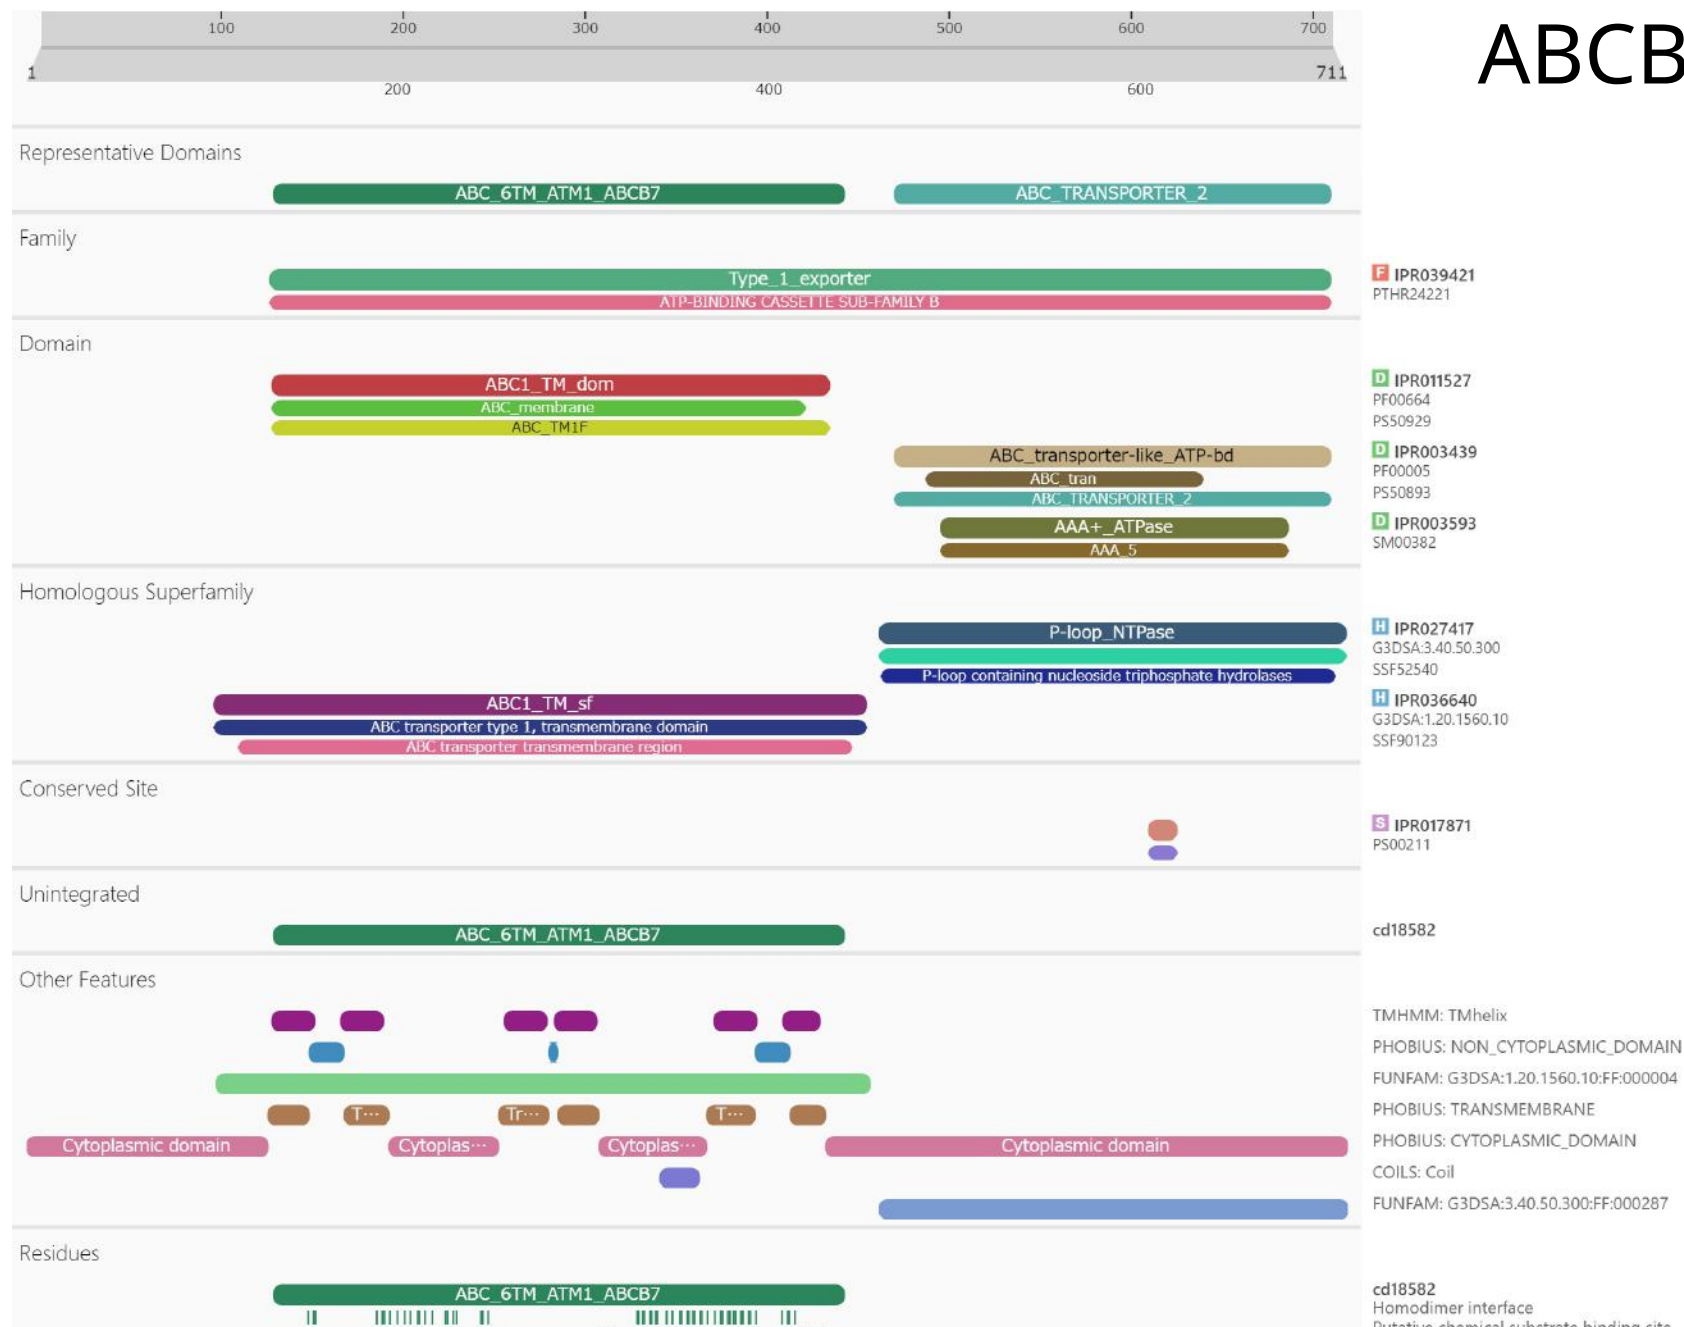 100 200 300 400 500 600 700
ABCB
1 711
200 400 600
Representative Domains
ABC_6TM_ATM1_ABCB7 ABC_TRANSPORTER_2
Family
Type_1_exporter F IPR039421
ATP-BINDING CASSETTE SUB-FAMILY B PTHR24221
Domain
ABC1_TM_dom D IPR011527
ABC_membrane PF00664
ABC_TM1F PS50929
ABC_transporter-like_ATP-bd D IPR003439
ABC_tran PF00005
ABC_TRANSPORTER_2 PS50893
AAA+_ATPase D IPR003593
AAA_5 SM00382
Homologous Superfamily
P-loop_NTPase H IPR027417
G3DSA:3.40.50.300
P-loop containing nucleoside triphosphate hydrolases SSF52540
ABC1_TM_sf H IPR036640
ABC transporter type 1, transmembrane domain G3DSA:1.20.1560.10
ABC transporter transmembrane region SSF90123
Conserved Site
S IPR017871
PS00211
Unintegrated
ABC_6TM_ATM1_ABCB7 cd18582
Other Features
TMHMM: TMhelix
PHOBIUS: NON_CYTOPLASMIC_DOMAIN
FUNFAM: G3DSA:1.20.1560.10:FF:000004
T... Tr... T... PHOBIUS: TRANSMEMBRANE
Cytoplasmic domain Cytoplas... Cytoplas... Cytoplasmic domain PHOBIUS: CYTOPLASMIC_DOMAIN
COILS: Coil
FUNFAM: G3DSA:3.40.50.300:FF:000287
Residues
ABC_6TM_ATM1_ABCB7 cd18582
Homodimer interface
Putative chemical substrate binding site